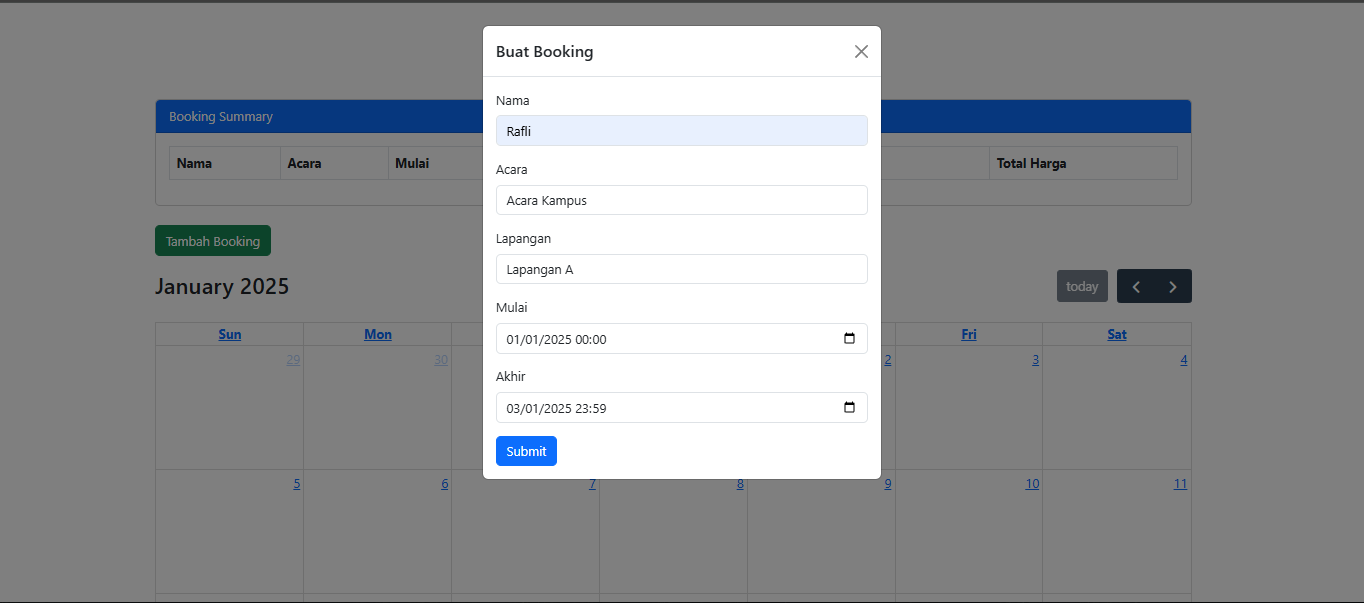 Buat Booking
Nama
Rafli
Acara
Acara Kampus
Lapangan
Lapangan A
Mulai
01/01/2025 00:00
Akhir
03/01/2025 23:59
Submit
Booking Summary
Nama Acara Mulai Total Harga
Tambah Booking
January 2025
today
Sun Mon Fri Sat
29 30 2 3 4
5 6 7 8 9 10 11